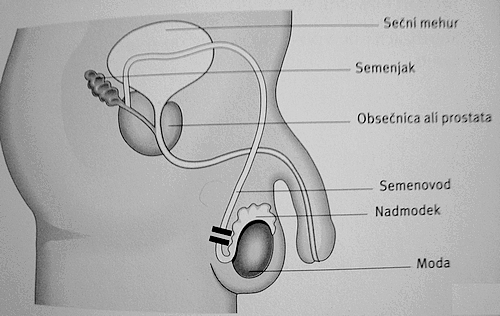 Sečni mehur
Semenjak
Obsečnica ali prostata
Semenovod
Nadmodek
Moda